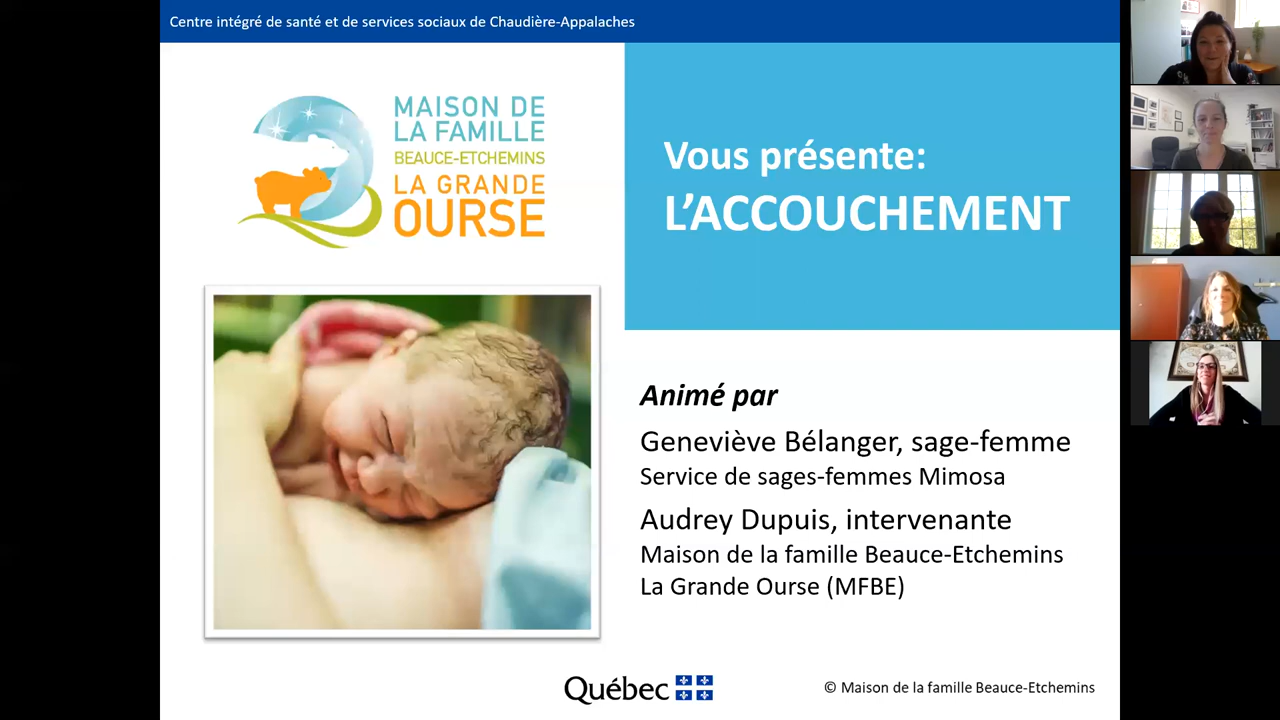 Centre intégré de santé et de services sociaux de Chaudière-Appalaches
MAISON DE
LA FAMILLE
BEAUCE-ETCHEMINS
LA GRANDE
OURSE
Vous présente:
L’ACCOUCHEMENT
Animé par
Geneviève Bélanger, sage-femme
Service de sages-femmes Mimosa
Audrey Dupuis, intervenante
Maison de la famille Beauce-Etchemins
La Grande Ourse (MFBE)
Québec
© Maison de la famille Beauce-Etchemins